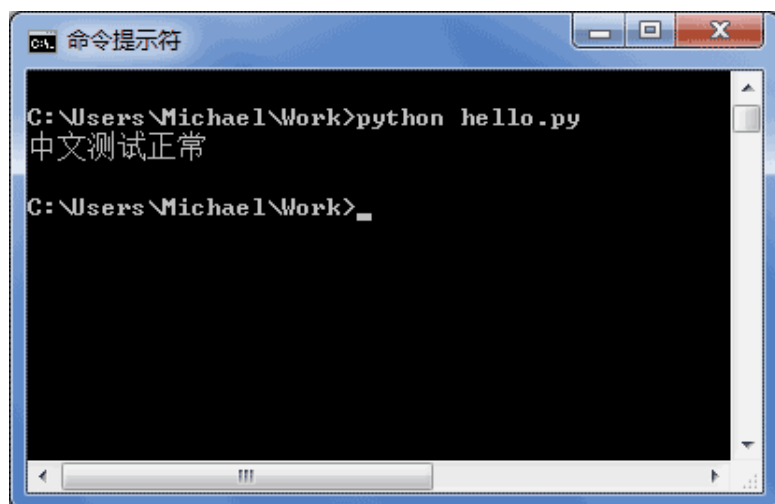 命令提示符
C:\Users\Michael\Work>python hello.py
中文测试正常
C:\Users\Michael\Work>_